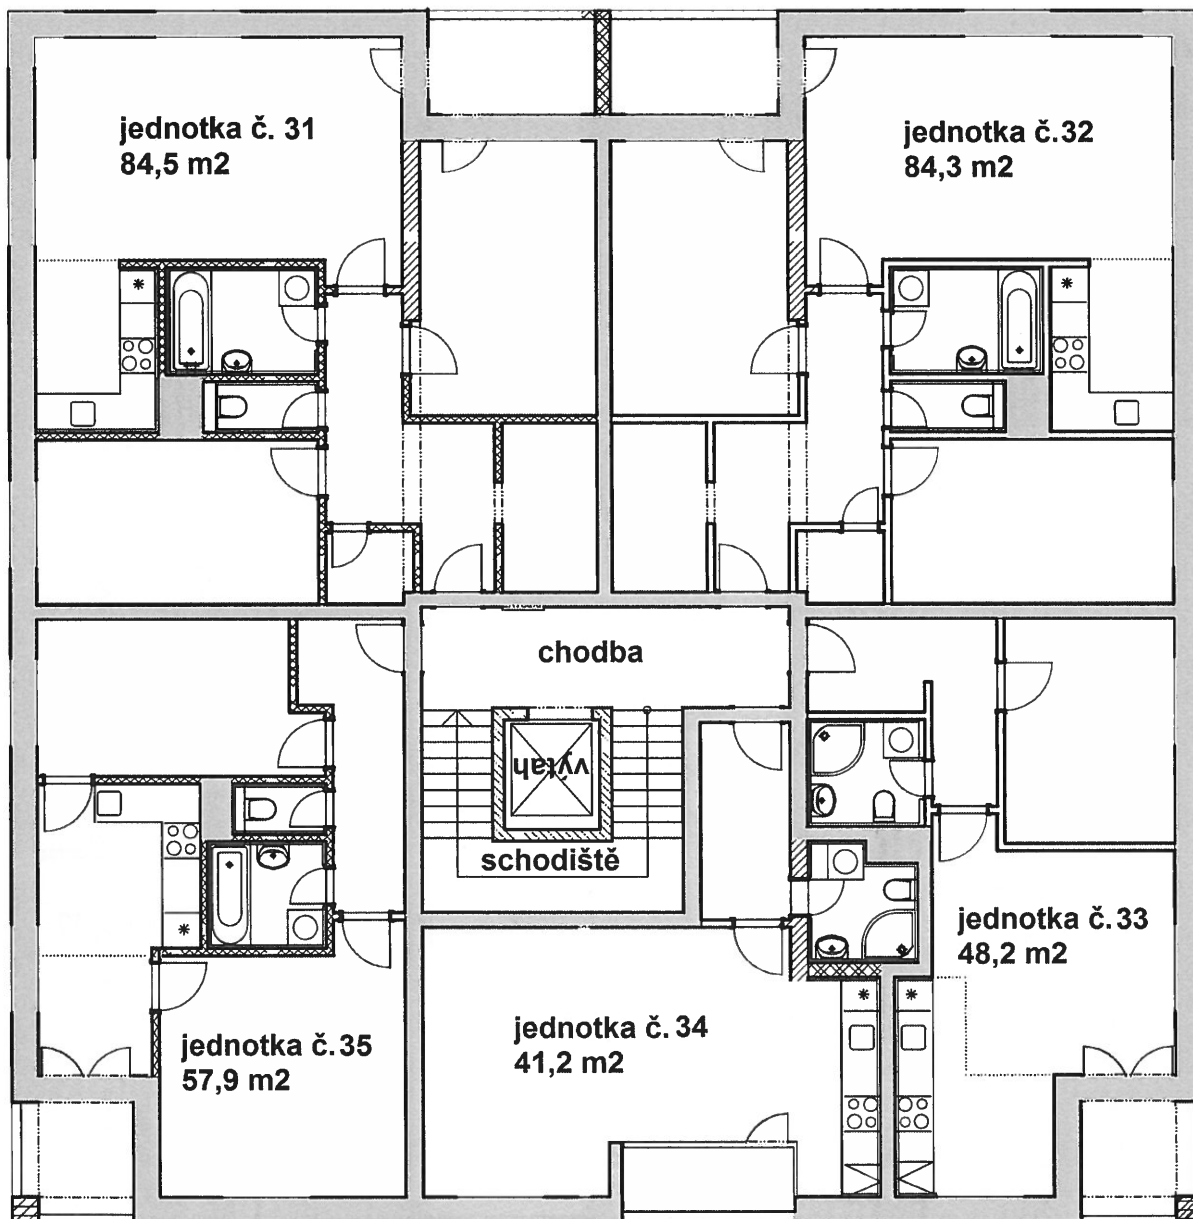 jednotka č. 31
84,5 m2
jednotka č.32
84,3 m2
chodba
výtah
schodiště
jednotka č.33
48,2 m2
jednotka č. 34
41,2 m2
jednotka č.35
57,9 m2